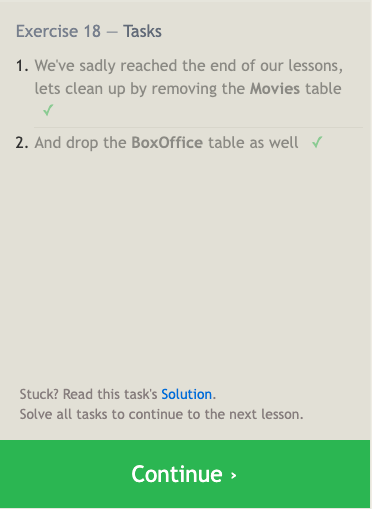 Exercise 18 — Tasks
1. We've sadly reached the end of our lessons,
lets clean up by removing the Movies table
✓
2. And drop the BoxOffice table as well ✓
Stuck? Read this task's Solution.
Solve all tasks to continue to the next lesson.
Continue ›